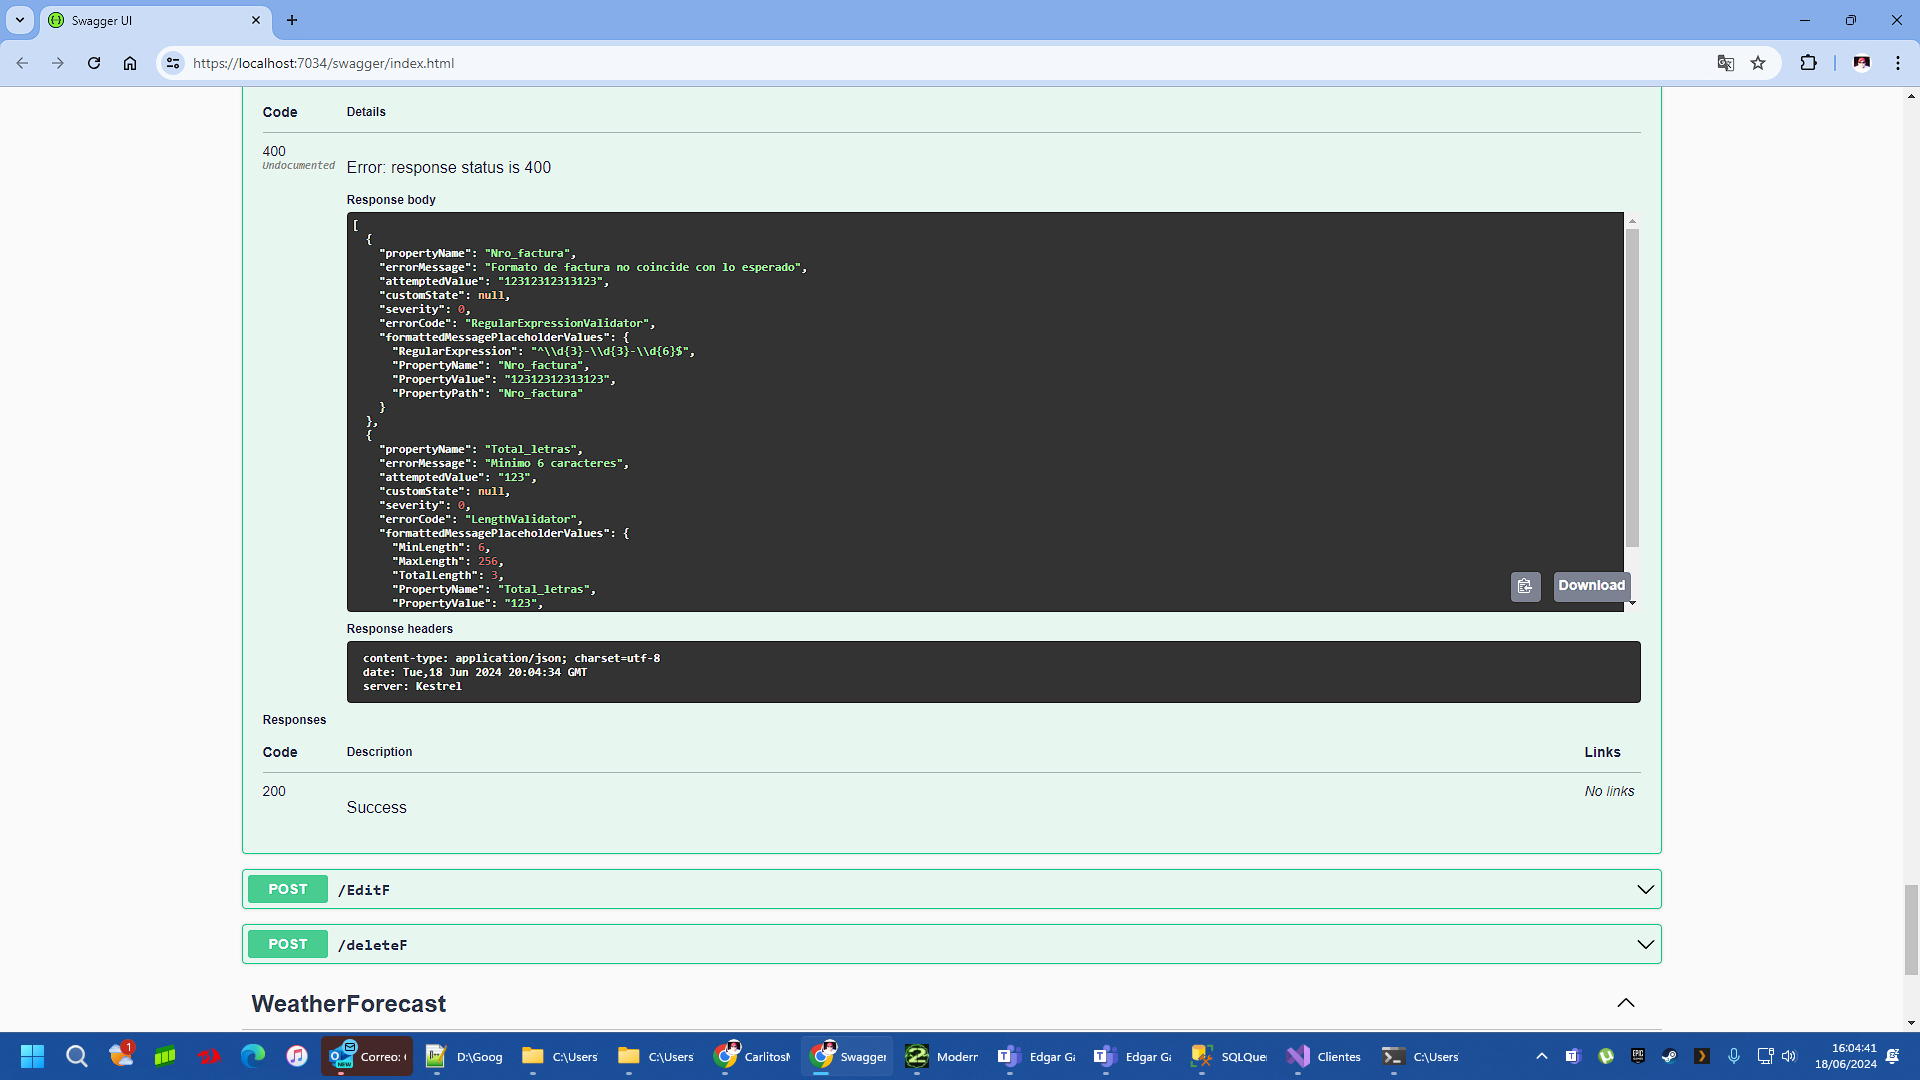 Swagger UI
https://localhost:7034/swagger/index.html
Code Details
400
Undocumented
Error: response status is 400
Response body
[
{
"propertyName": "Nro_factura",
"errorMessage": "Formato de factura no coincide con lo esperado",
"attemptedValue": "12312312313123",
"customState": null,
"severity": 0,
"errorCode": "RegularExpressionValidator",
"formattedMessagePlaceholderValues": {
"RegularExpression": "^\\d{3}-\\d{3}-\\d{6}$",
"PropertyName": "Nro_factura",
"PropertyValue": "12312312313123",
"PropertyPath": "Nro_factura"
}
},
{
"propertyName": "Total_letras",
"errorMessage": "Minimo 6 caracteres",
"attemptedValue": "123",
"customState": null,
"severity": 0,
"errorCode": "LengthValidator",
"formattedMessagePlaceholderValues": {
"MinLength": 6,
"MaxLength": 256,
"TotalLength": 3,
"PropertyName": "Total_letras",
"PropertyValue": "123",
Download
Response headers
content-type: application/json; charset=utf-8
date: Tue,18 Jun 2024 20:04:34 GMT
server: Kestrel
Responses
Code Description Links
200
Success
No links
POST /EditF
POST /deleteF
WeatherForecast
1 NEW Correo: D:\Goog C:\Users C:\Users CarlitosM Swagger Modern Edgar Ga Edgar Ga SQLQue Clientes C:\Users
16:04:41
18/06/2024